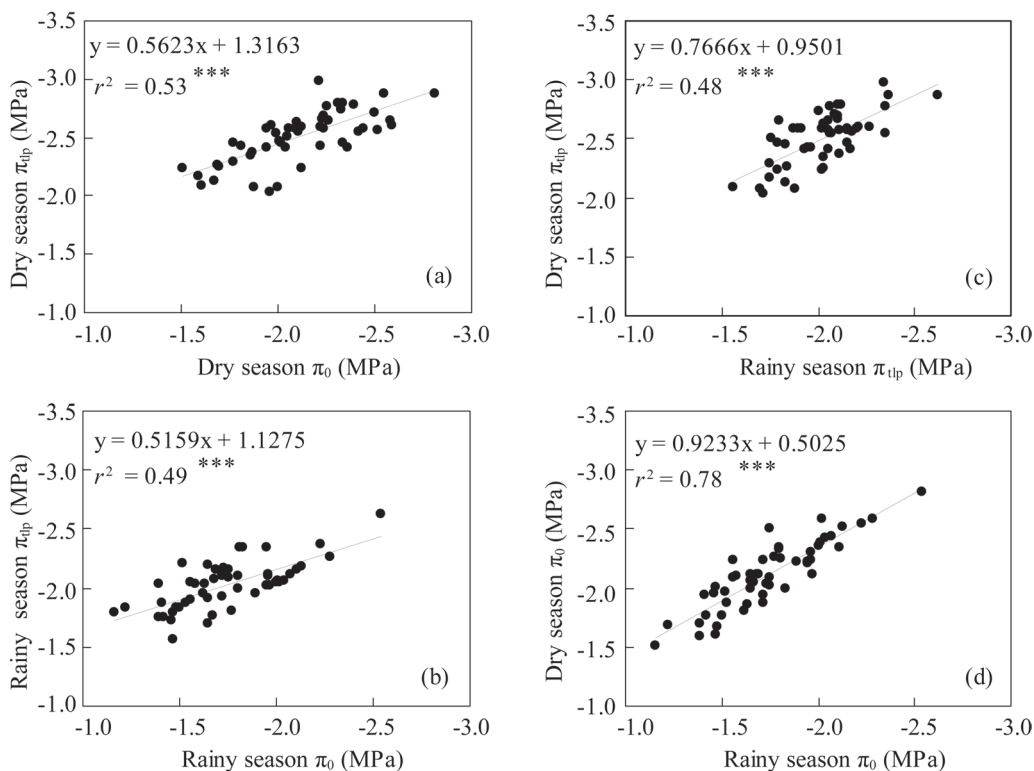 y = 0.5623x + 1.3163
r² = 0.53 ***
(a)
-3.5
-3.0
-2.5
-2.0
-1.5
-1.0
Dry season π_tlp (MPa)
-1.0 -1.5 -2.0 -2.5 -3.0
Dry season π₀ (MPa)
y = 0.7666x + 0.9501
r² = 0.48 ***
(c)
-3.5
-3.0
-2.5
-2.0
-1.5
-1.0
Dry season π_tlp (MPa)
-1.0 -1.5 -2.0 -2.5 -3.0
Rainy season π_tlp (MPa)
y = 0.5159x + 1.1275
r² = 0.49 ***
(b)
-3.5
-3.0
-2.5
-2.0
-1.5
-1.0
Rainy season π_tlp (MPa)
-1.0 -1.5 -2.0 -2.5 -3.0
Rainy season π₀ (MPa)
y = 0.9233x + 0.5025
r² = 0.78 ***
(d)
-3.5
-3.0
-2.5
-2.0
-1.5
-1.0
Dry season π₀ (MPa)
-1.0 -1.5 -2.0 -2.5 -3.0
Rainy season π₀ (MPa)